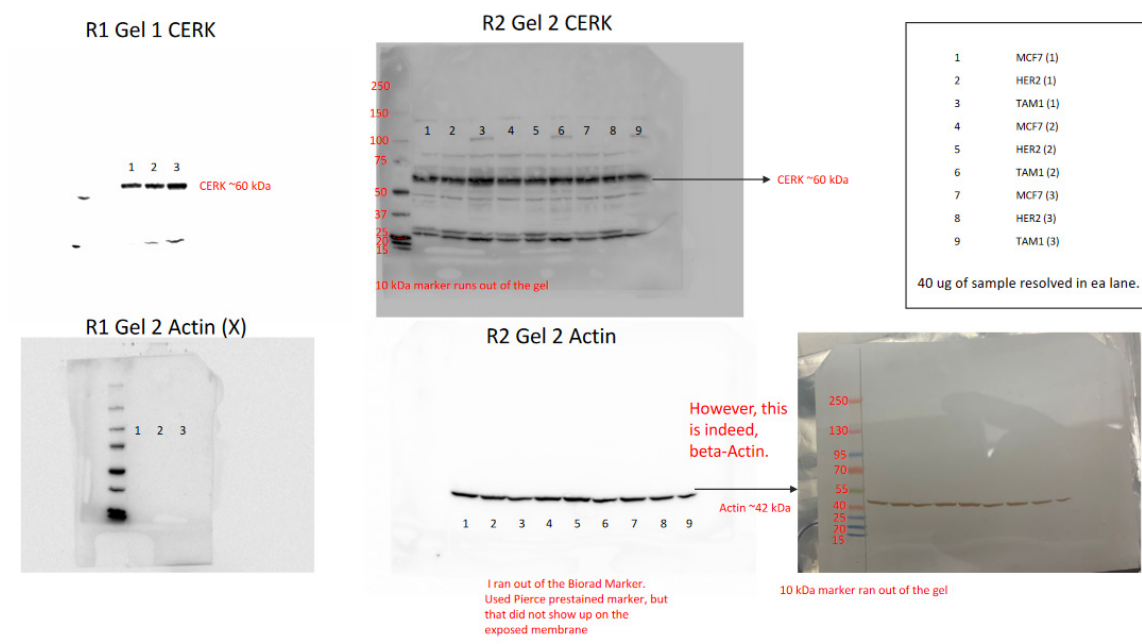 R1 Gel 1 CERK
1 2 3
CERK ~60 kDa
R2 Gel 2 CERK
250
150
100
75
50
37
25
20
15
1 2 3 4 5 6 7 8 9
CERK ~60 kDa
10 kDa marker runs out of the gel
1 MCF7 (1)
2 HER2 (1)
3 TAM1 (1)
4 MCF7 (2)
5 HER2 (2)
6 TAM1 (2)
7 MCF7 (3)
8 HER2 (3)
9 TAM1 (3)
40 ug of sample resolved in ea lane.
R1 Gel 2 Actin (X)
1 2 3
R2 Gel 2 Actin
1 2 3 4 5 6 7 8 9
However, this
is indeed,
beta-Actin.
Actin ~42 kDa
I ran out of the Biorad Marker.
Used Pierce prestained marker, but
that did not show up on the
exposed membrane
250
130
95
70
55
40
25
20
15
10 kDa marker ran out of the gel